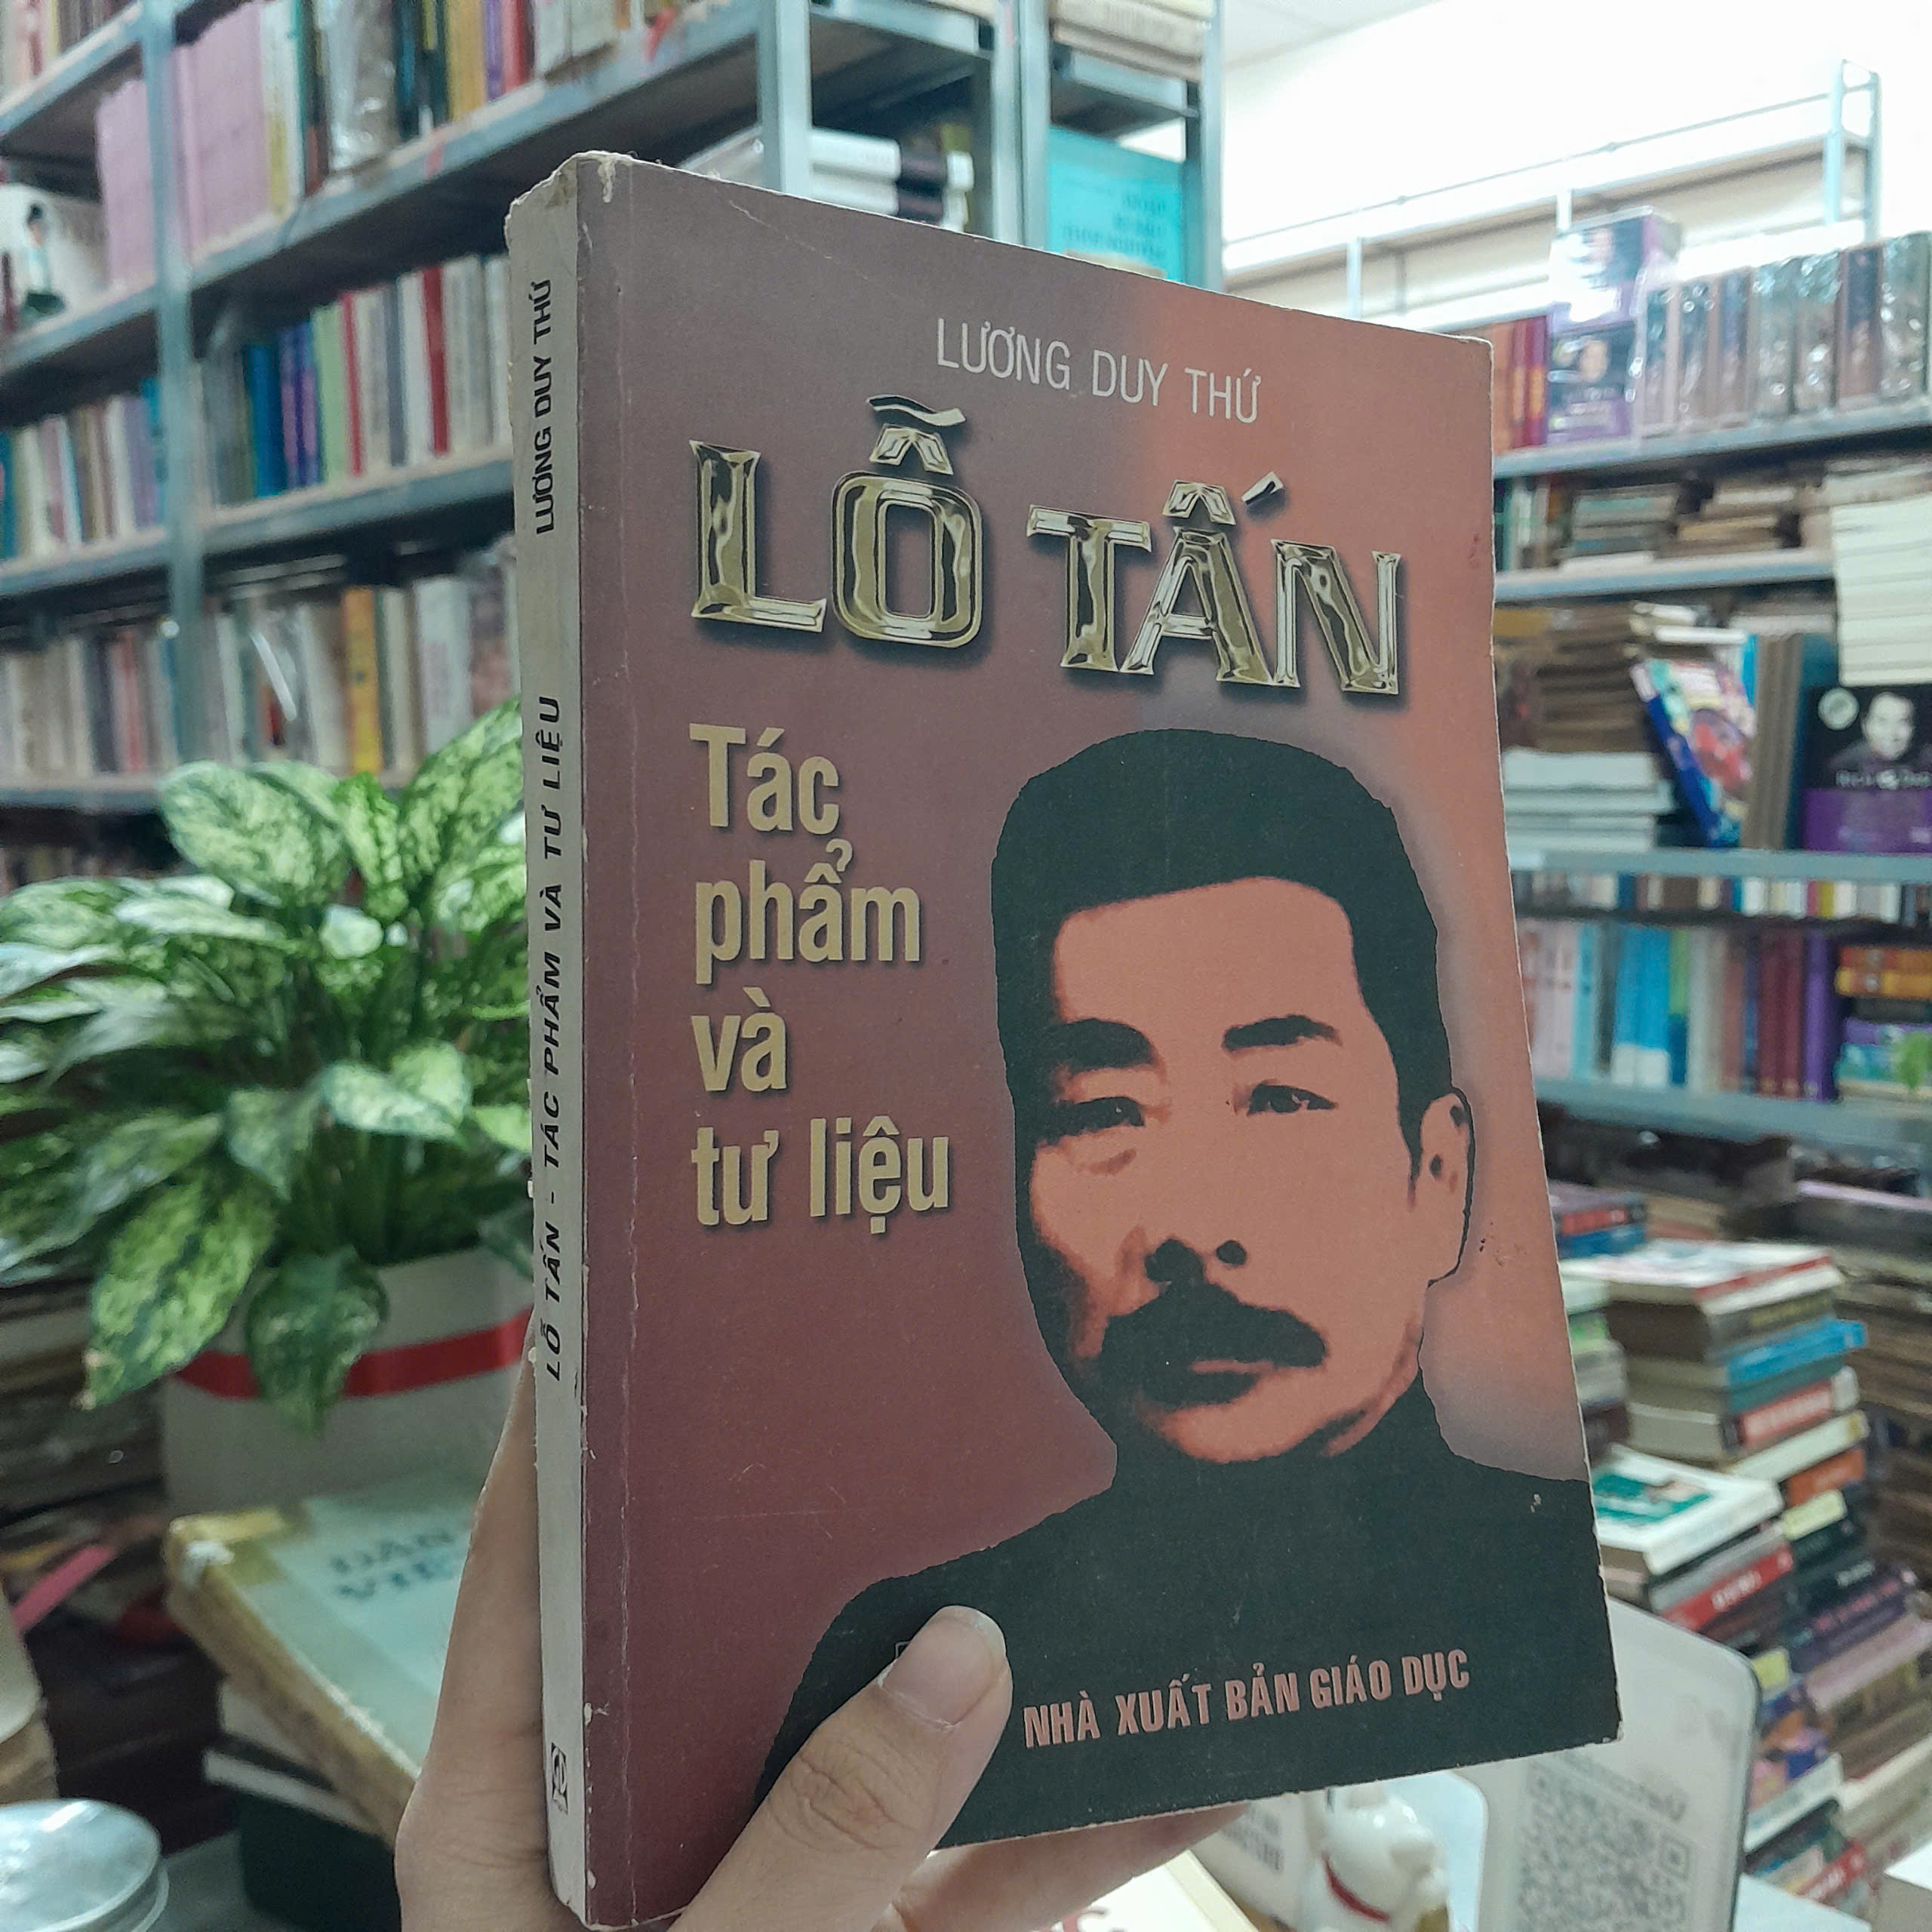 LƯƠNG DUY THỨ
LỖ TẤN
Tác
phẩm
và
tư liệu
NHÀ XUẤT BẢN GIÁO DỤC
LƯƠNG DUY THỨ
LỖ TẤN - TÁC PHẨM VÀ TƯ LIỆU